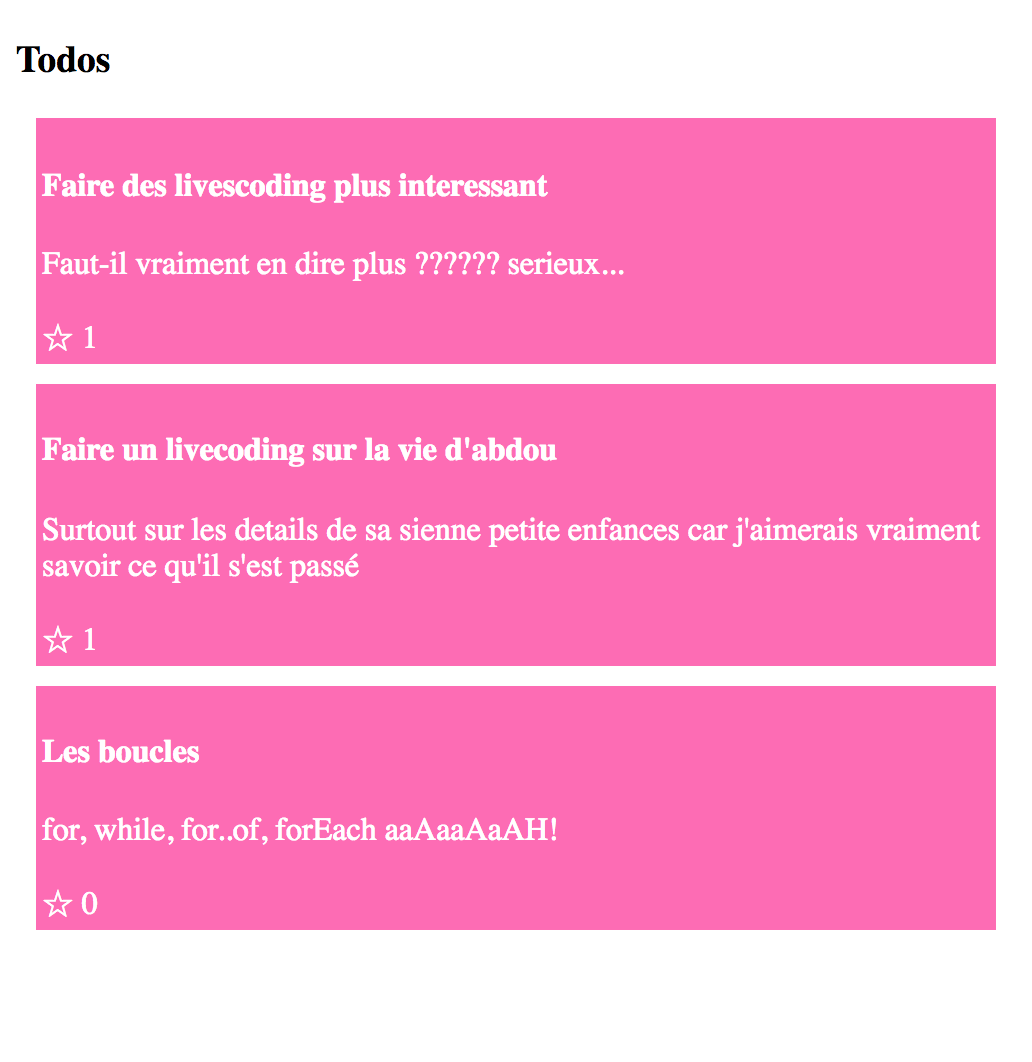 Todos
Faire des livescoding plus interessant
Faut-il vraiment en dire plus ?????? serieux...
☆ 1
Faire un livecoding sur la vie d'abdou
Surtout sur les details de sa sienne petite enfances car j'aimerais vraiment
savoir ce qu'il s'est passé
☆ 1
Les boucles
for, while, for..of, forEach aaAaaAaAH!
☆ 0